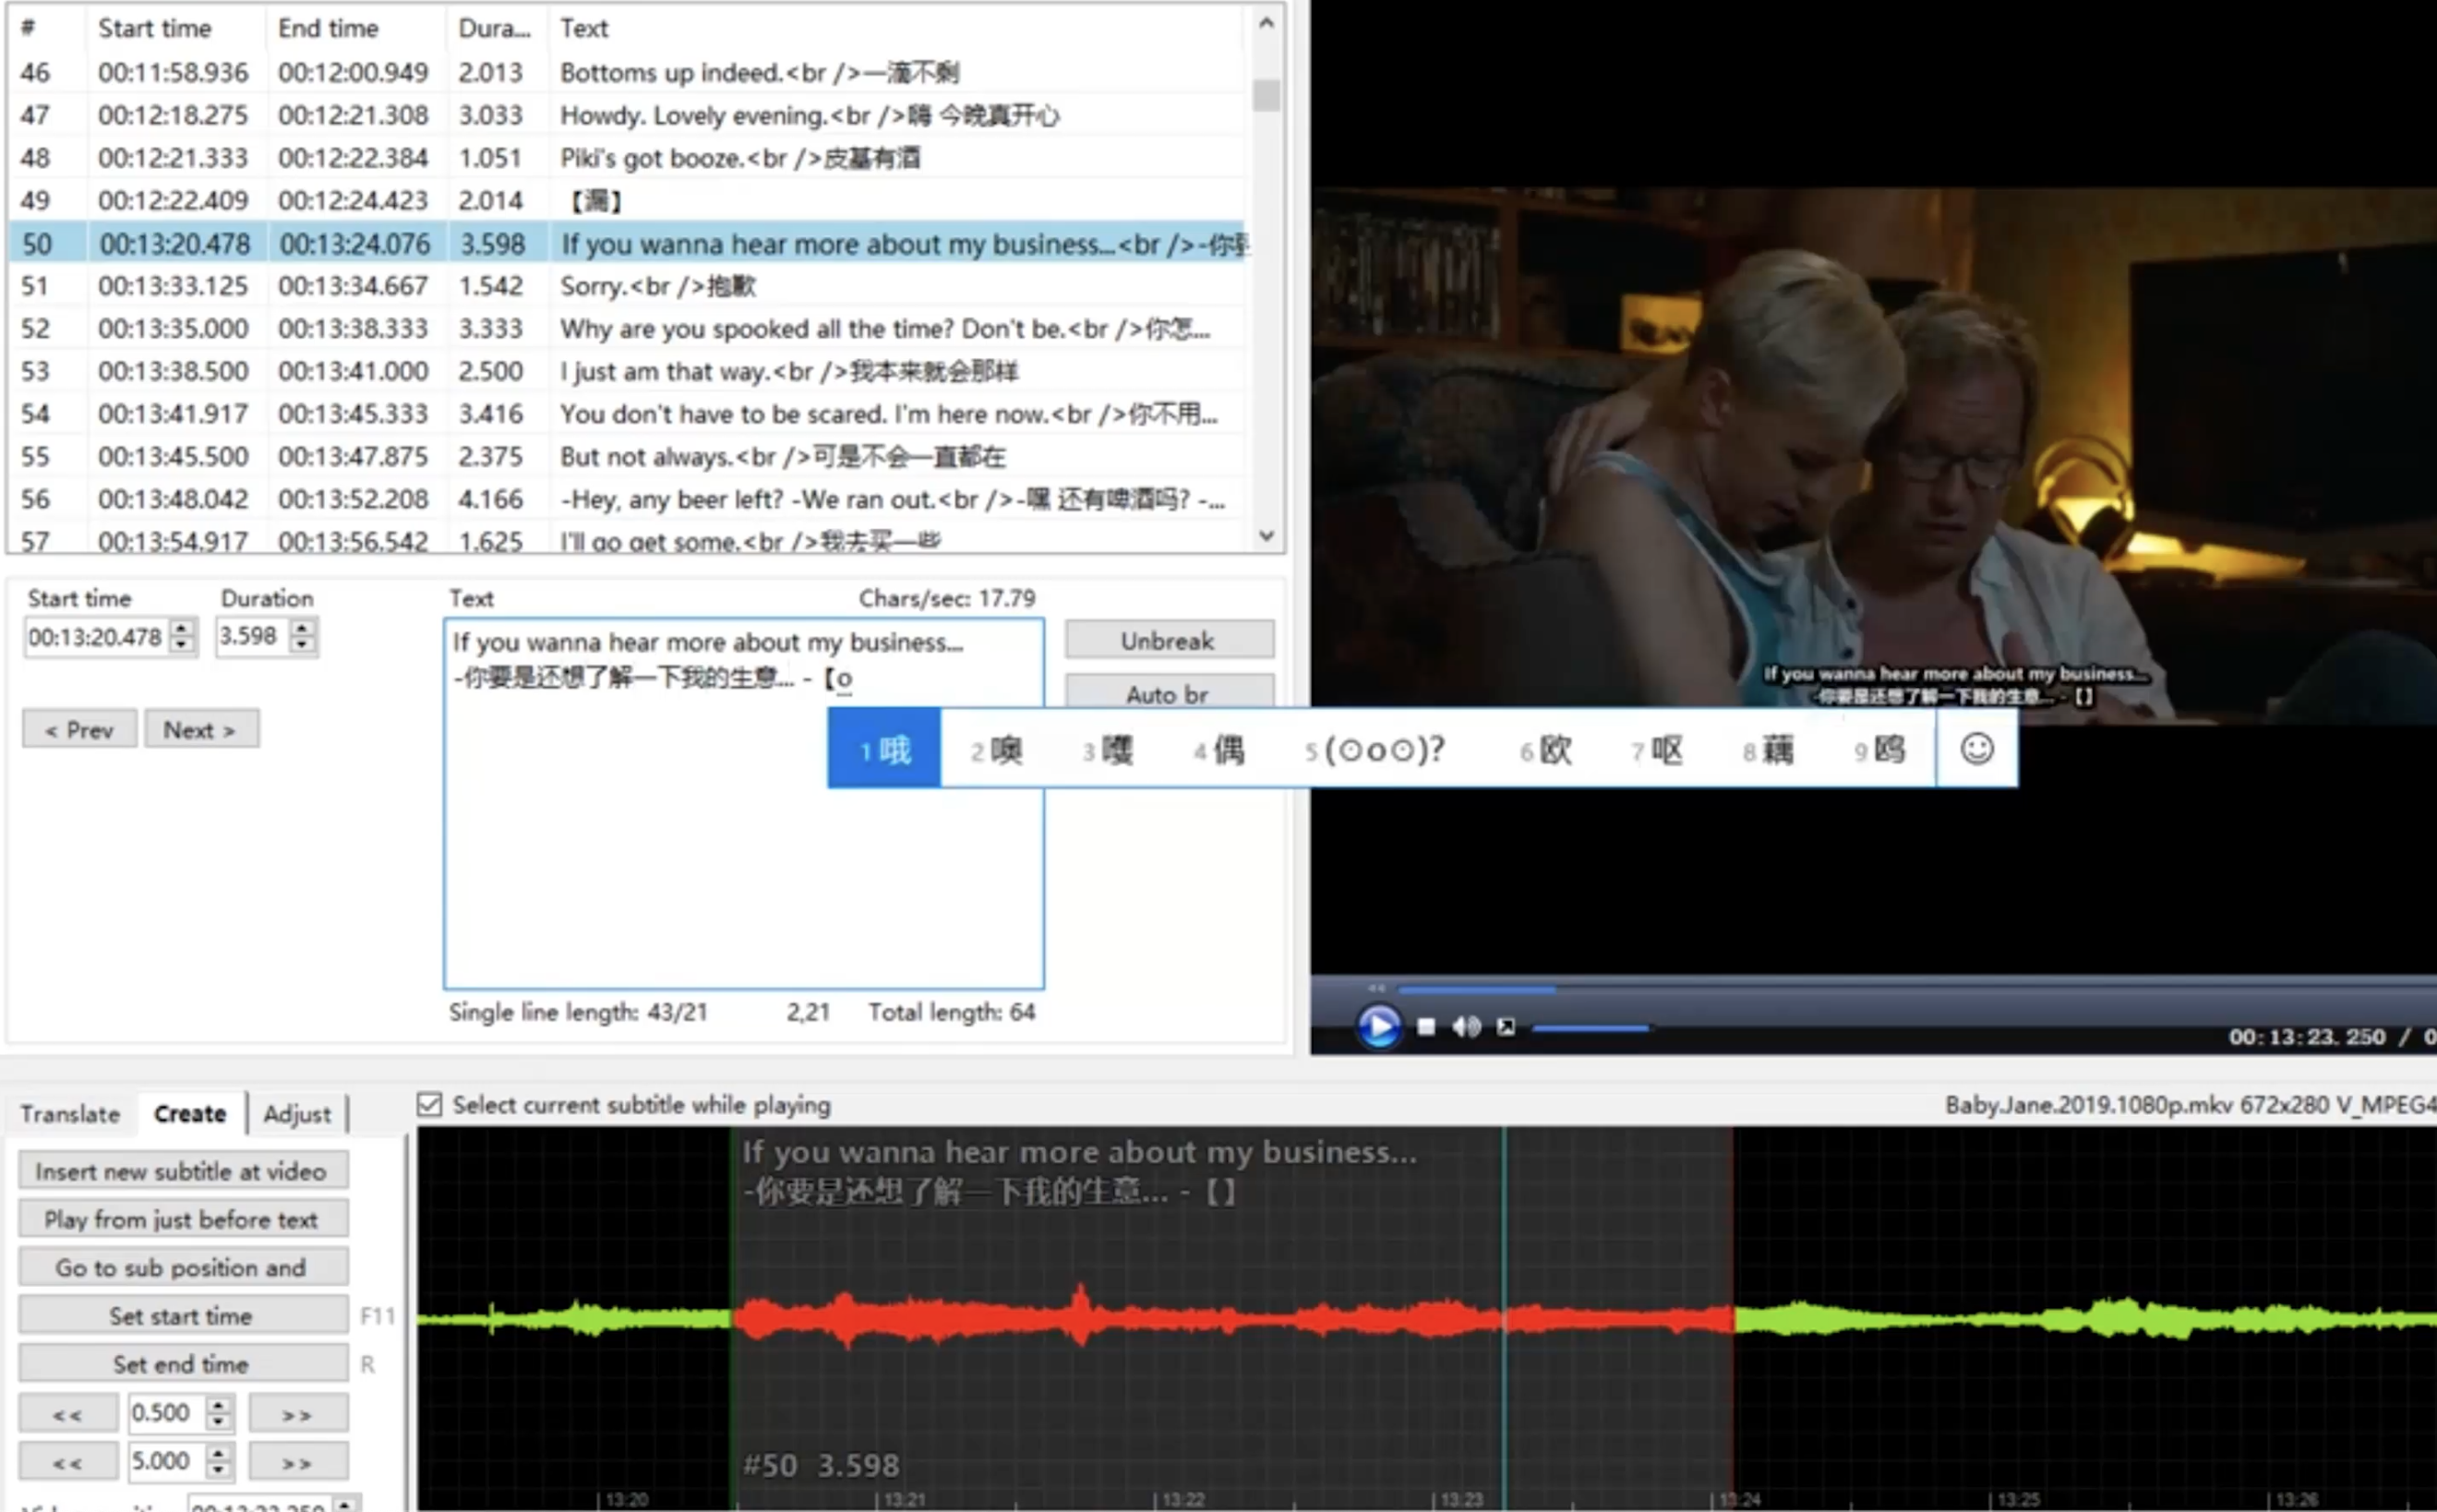 # Start time End time Dura... Text
46 00:11:58.936 00:12:00.949 2.013 Bottoms up indeed.<br />一滴不剩
47 00:12:18.275 00:12:21.308 3.033 Howdy. Lovely evening.<br />嗨 今晚真开心
48 00:12:21.333 00:12:22.384 1.051 Piki's got booze.<br />皮基有酒
49 00:12:22.409 00:12:24.423 2.014 【漏】
50 00:13:20.478 00:13:24.076 3.598 If you wanna hear more about my business...<br />-你要
51 00:13:33.125 00:13:34.667 1.542 Sorry.<br />抱歉
52 00:13:35.000 00:13:38.333 3.333 Why are you spooked all the time? Don't be.<br />你怎...
53 00:13:38.500 00:13:41.000 2.500 I just am that way.<br />我本来就会那样
54 00:13:41.917 00:13:45.333 3.416 You don't have to be scared. I'm here now.<br />你不用...
55 00:13:45.500 00:13:47.875 2.375 But not always.<br />可是不会一直都在
56 00:13:48.042 00:13:52.208 4.166 -Hey, any beer left? -We ran out.<br />-嘿 还有啤酒吗? -...
57 00:13:54.917 00:13:56.542 1.625 I'll go get some.<br />我去买一些
Start time Duration Text Chars/sec: 17.79
00:13:20.478 3.598
If you wanna hear more about my business...
-你要是还想了解一下我的生意... -【o
Unbreak
Auto br
< Prev Next >
1 哦 2 噢 3 嚄 4 偶 5 (⊙o⊙)? 6 欧 7 呕 8 藕 9 鸥
Single line length: 43/21 2,21 Total length: 64
If you wanna hear more about my business...
-你要是还想了解一下我的生意... -【】
00:13:23.250 / 0
Translate Create Adjust
Select current subtitle while playing
Baby.Jane.2019.1080p.mkv 672x280 V_MPEG4
Insert new subtitle at video
Play from just before text
Go to sub position and
Set start time F11
Set end time R
<< 0.500 >>
<< 5.000 >>
If you wanna hear more about my business...
-你要是还想了解一下我的生意... -【】
#50 3.598
13:20 13:21 13:22 13:23 13:24 13:25 13:26